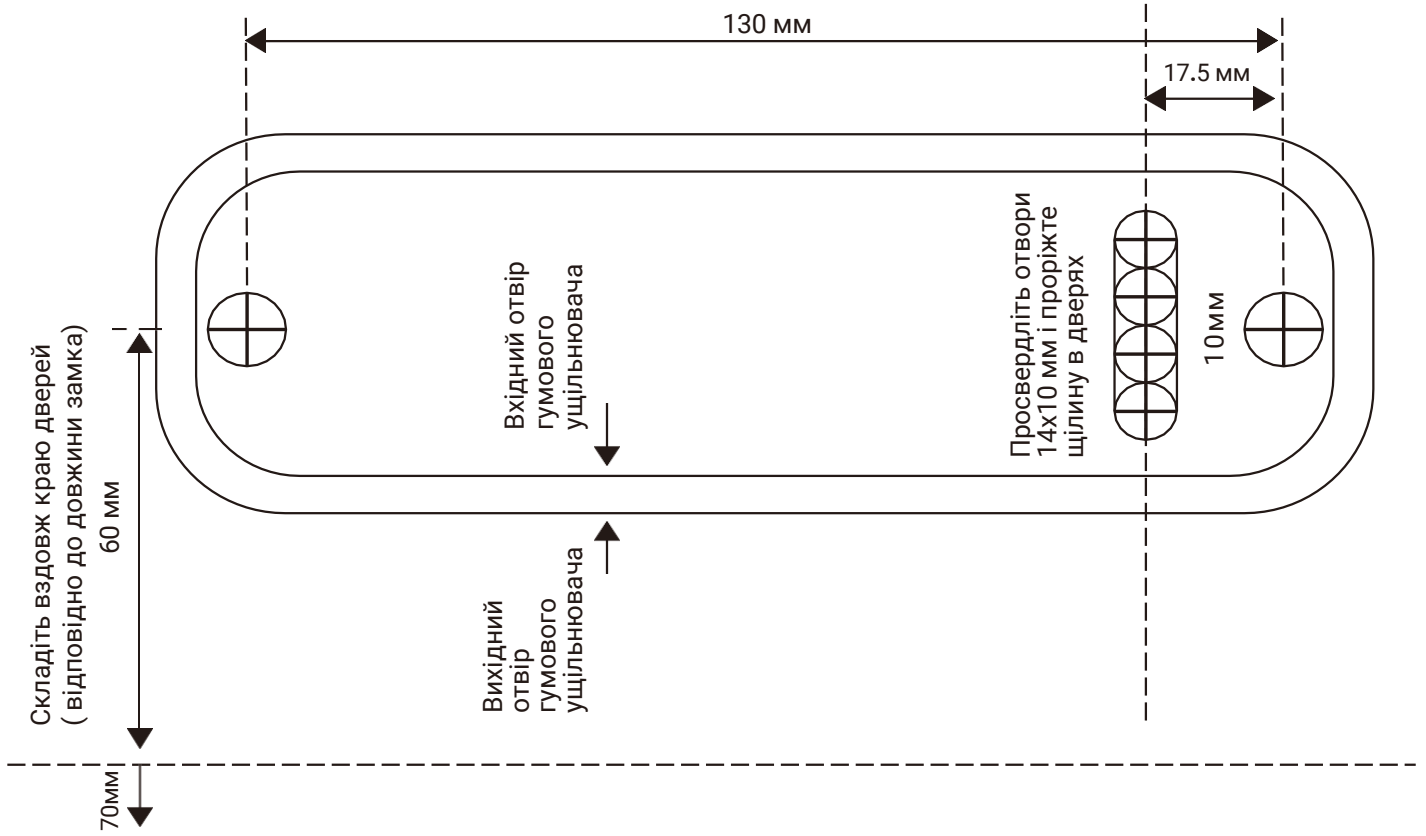 130 мм
17.5 мм
Просвердліть отвори
14х10 мм і проріжте
щілину в дверях
10мм
Вхідний отвір
гумового
ущільнювача
Складіть вздовж краю дверей
( відповідно до довжини замка)
60 мм
Вихідний
отвір
гумового
ущільнювача
70мм